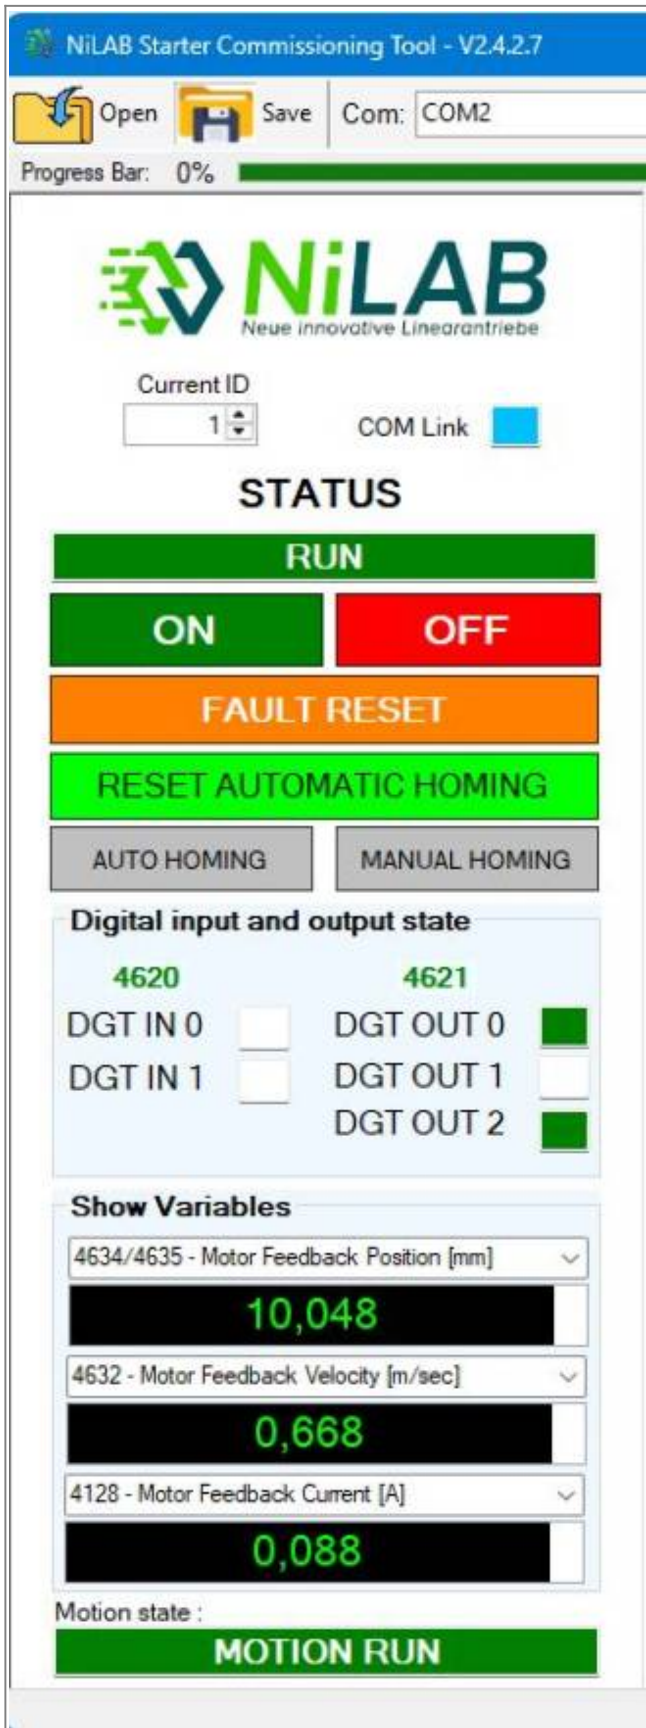 NiLAB Starter Commissioning Tool - V2.4.2.7
Open Save Com: COM2
Progress Bar: 0%
NiLAB
Neue innovative Linearantriebe
Current ID
1 COM Link
STATUS
RUN
ON OFF
FAULT RESET
RESET AUTOMATIC HOMING
AUTO HOMING MANUAL HOMING
Digital input and output state
4620 4621
DGT IN 0 DGT OUT 0
DGT IN 1 DGT OUT 1
DGT OUT 2
Show Variables
4634/4635 - Motor Feedback Position [mm]
10,048
4632 - Motor Feedback Velocity [m/sec]
0,668
4128 - Motor Feedback Current [A]
0,088
Motion state :
MOTION RUN